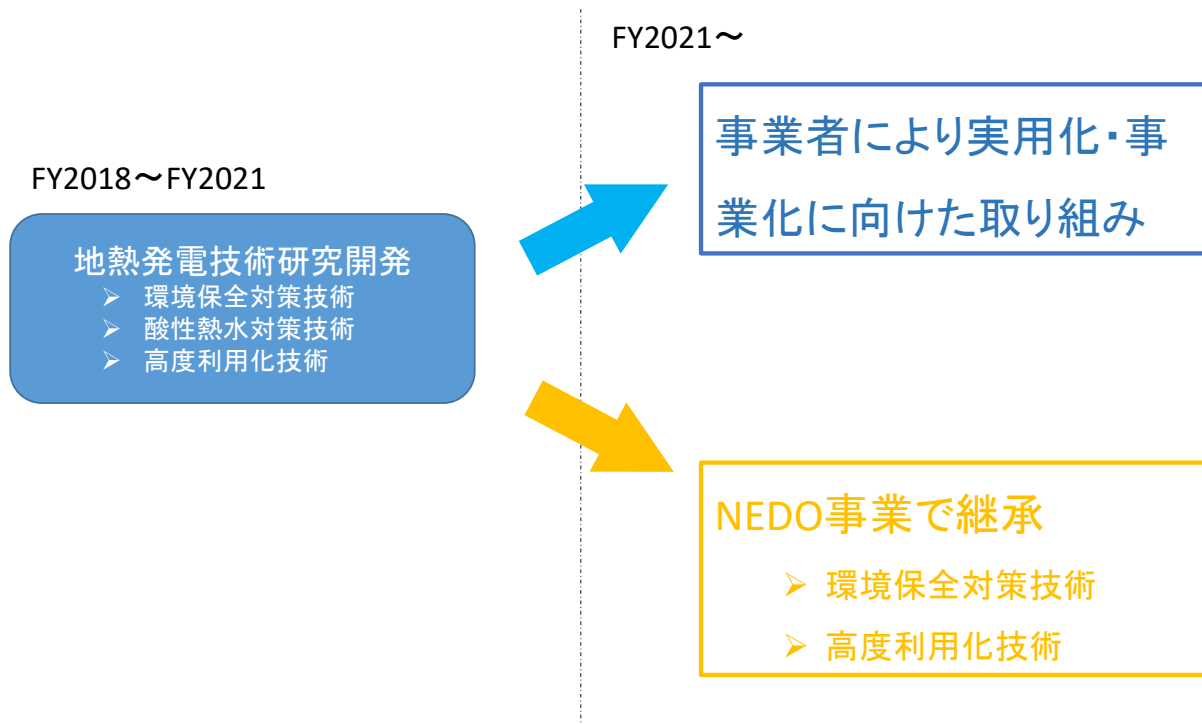 FY2021～
事業者により実用化・事
業化に向けた取り組み
FY2018～FY2021
地熱発電技術研究開発
➢ 環境保全対策技術
➢ 酸性熱水対策技術
➢ 高度利用化技術
NEDO事業で継承
➢ 環境保全対策技術
➢ 高度利用化技術